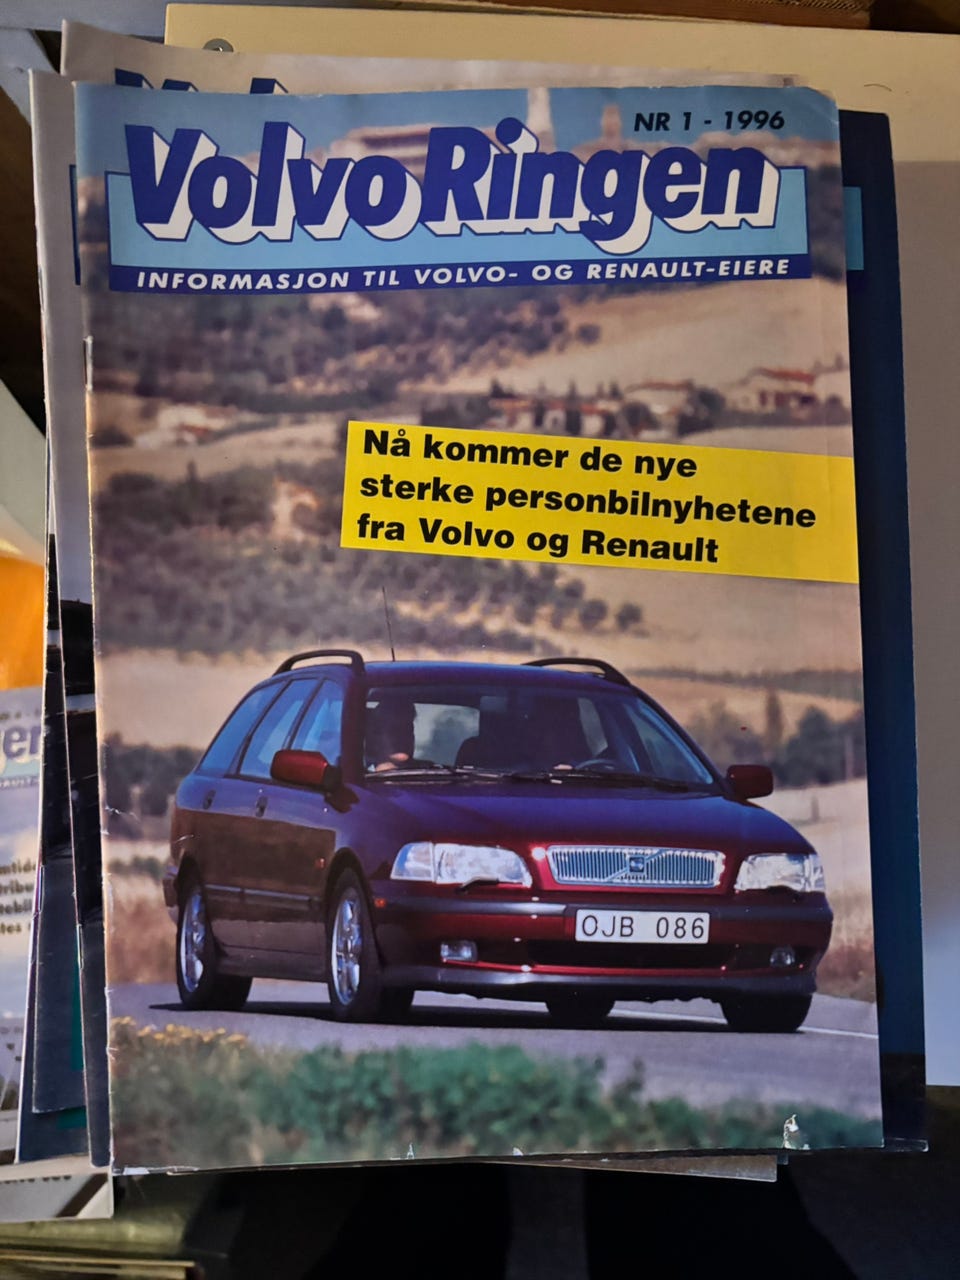 NR 1 - 1996
VolvoRingen
INFORMASJON TIL VOLVO- OG RENAULT-EIERE
Nå kommer de nye
sterke personbilnyhetene
fra Volvo og Renault
OJB 086